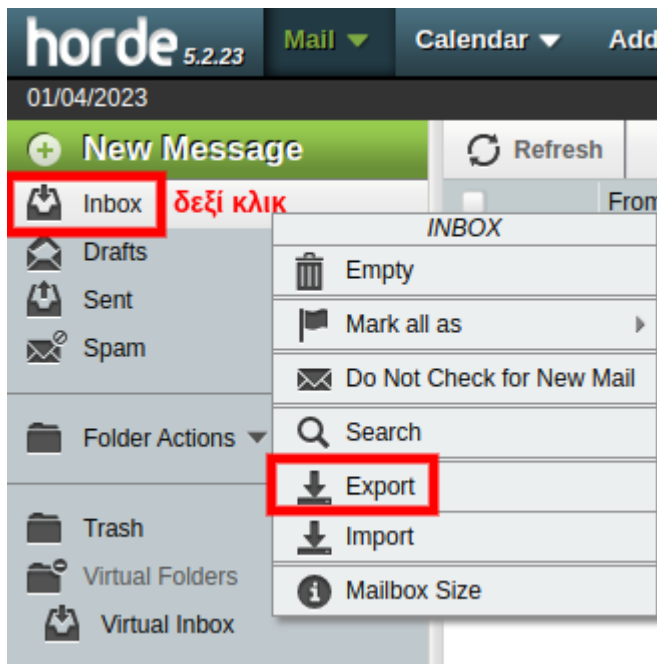 horde 5.2.23 Mail Calendar Add
01/04/2023
New Message Refresh
Inbox δεξί κλικ From
INBOX
Drafts
Empty
Sent
Mark all as
Spam
Do Not Check for New Mail
Folder Actions
Search
Export
Trash
Import
Virtual Folders
Mailbox Size
Virtual Inbox